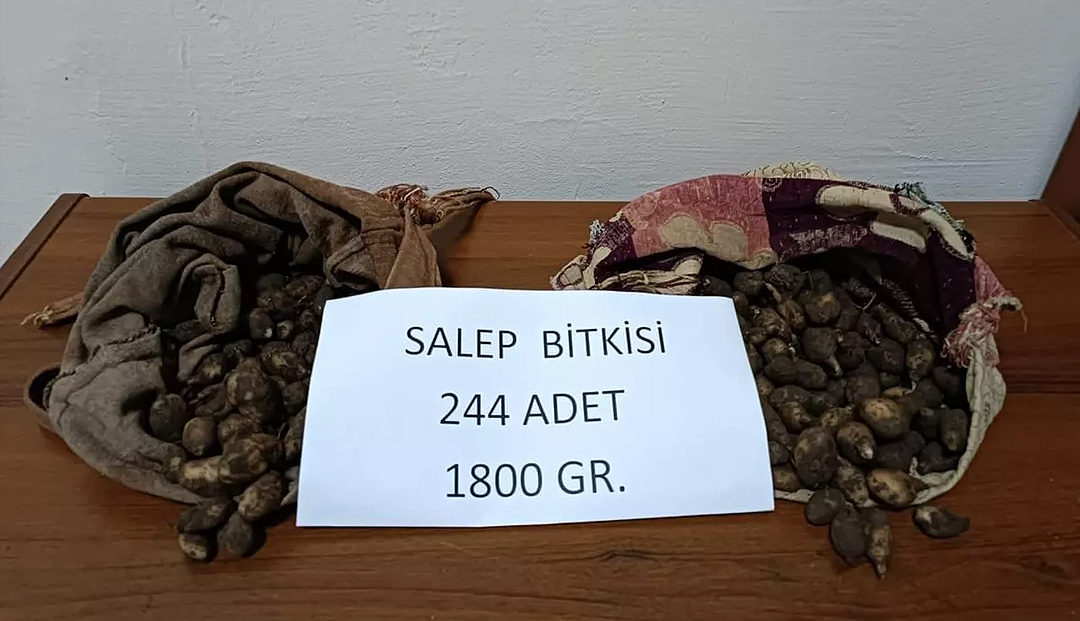 SALEP BİTKİSİ
244 ADET
1800 GR.